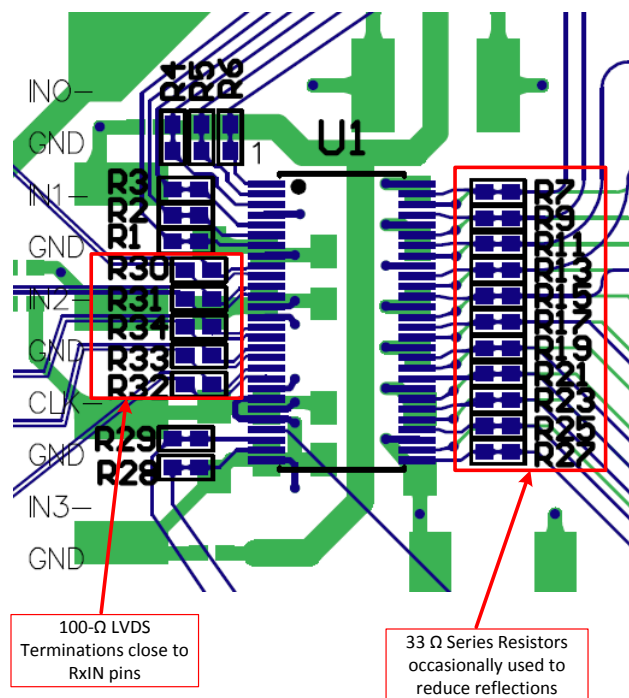 R4
R5
R6
IN0-
GND
U1
1
IN1-
R3
R2
R1
GND
R30
IN2-
R31
R34
GND
R33
R32
CLK-
R29
GND
R28
IN3-
GND
R7
R9
R11
R13
R15
R17
R19
R21
R23
R25
R27
100-Ω LVDS
Terminations close to
RxIN pins
33 Ω Series Resistors
occasionally used to
reduce reflections